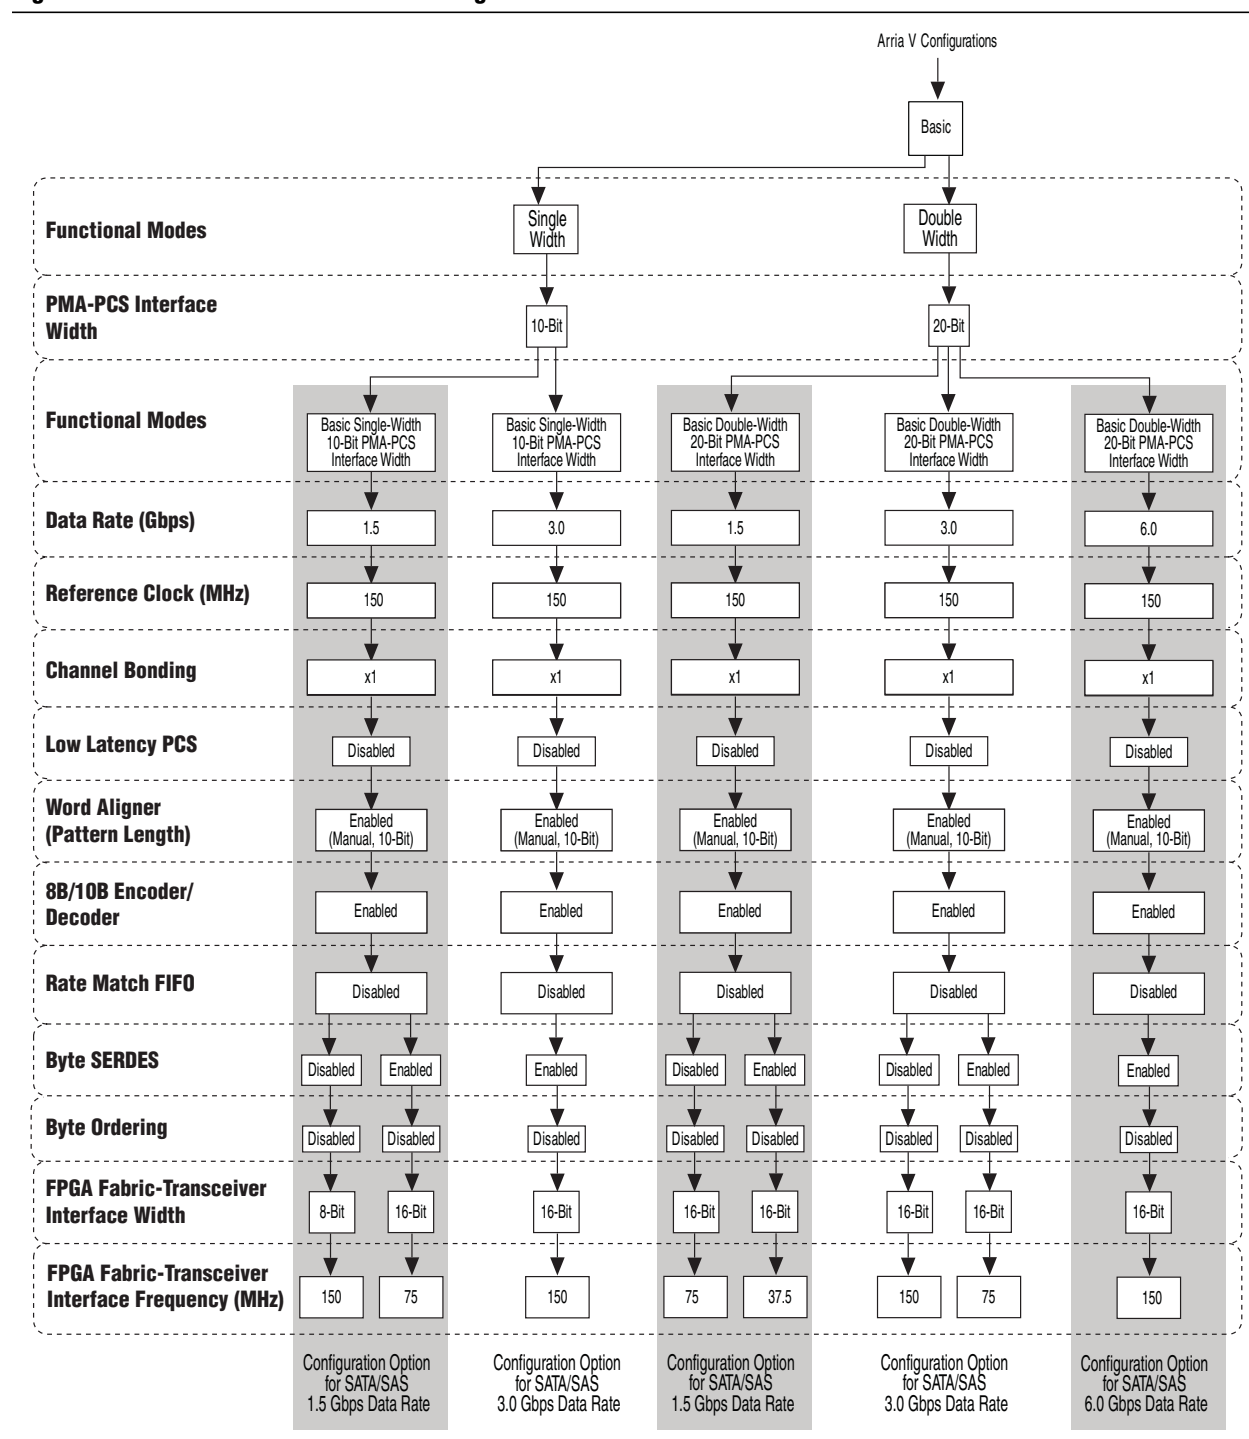 Arria V Configurations
Basic
Functional Modes
Single
Width
Double
Width
PMA-PCS Interface
Width
10-Bit
20-Bit
Functional Modes
Basic Single-Width
10-Bit PMA-PCS
Interface Width
Basic Single-Width
10-Bit PMA-PCS
Interface Width
Basic Double-Width
20-Bit PMA-PCS
Interface Width
Basic Double-Width
20-Bit PMA-PCS
Interface Width
Basic Double-Width
20-Bit PMA-PCS
Interface Width
Data Rate (Gbps)
1.5
3.0
1.5
3.0
6.0
Reference Clock (MHz)
150
150
150
150
150
Channel Bonding
x1
x1
x1
x1
x1
Low Latency PCS
Disabled
Disabled
Disabled
Disabled
Disabled
Word Aligner
(Pattern Length)
Enabled
(Manual, 10-Bit)
Enabled
(Manual, 10-Bit)
Enabled
(Manual, 10-Bit)
Enabled
(Manual, 10-Bit)
Enabled
(Manual, 10-Bit)
8B/10B Encoder/
Decoder
Enabled
Enabled
Enabled
Enabled
Enabled
Rate Match FIFO
Disabled
Disabled
Disabled
Disabled
Disabled
Byte SERDES
Disabled
Enabled
Enabled
Disabled
Enabled
Disabled
Enabled
Enabled
Byte Ordering
Disabled
Disabled
Disabled
Disabled
Disabled
Disabled
Disabled
Disabled
FPGA Fabric-Transceiver
Interface Width
8-Bit
16-Bit
16-Bit
16-Bit
16-Bit
16-Bit
16-Bit
16-Bit
FPGA Fabric-Transceiver
Interface Frequency (MHz)
150
75
150
75
37.5
150
75
150
Configuration Option
for SATA/SAS
1.5 Gbps Data Rate
Configuration Option
for SATA/SAS
3.0 Gbps Data Rate
Configuration Option
for SATA/SAS
1.5 Gbps Data Rate
Configuration Option
for SATA/SAS
3.0 Gbps Data Rate
Configuration Option
for SATA/SAS
6.0 Gbps Data Rate